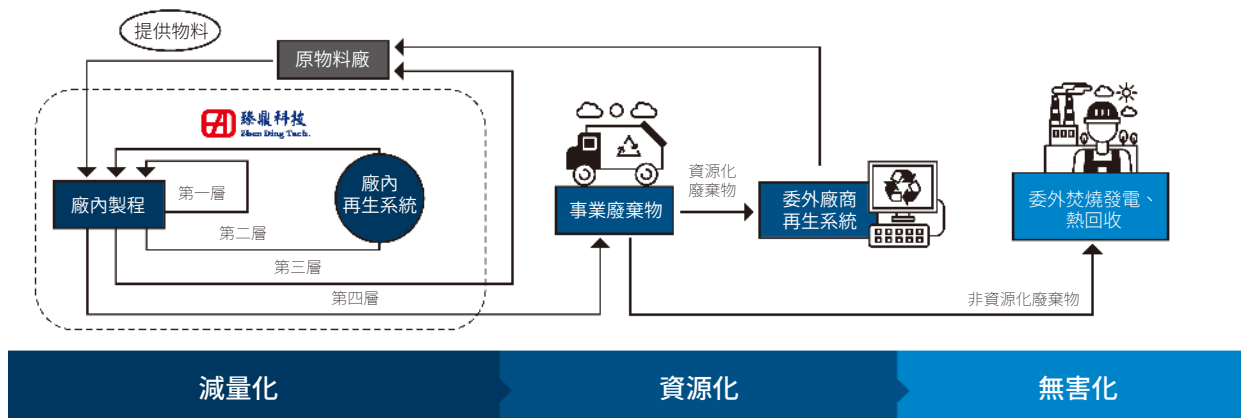 提供物料
原物料廠
臻鼎科技
Zhen Ding Tech.
廠內製程
第一層
第二層
第三層
第四層
廠內
再生系統
事業廢棄物
資源化
廢棄物
委外廠商
再生系統
委外焚燒發電、
熱回收
非資源化廢棄物
減量化
資源化
無害化